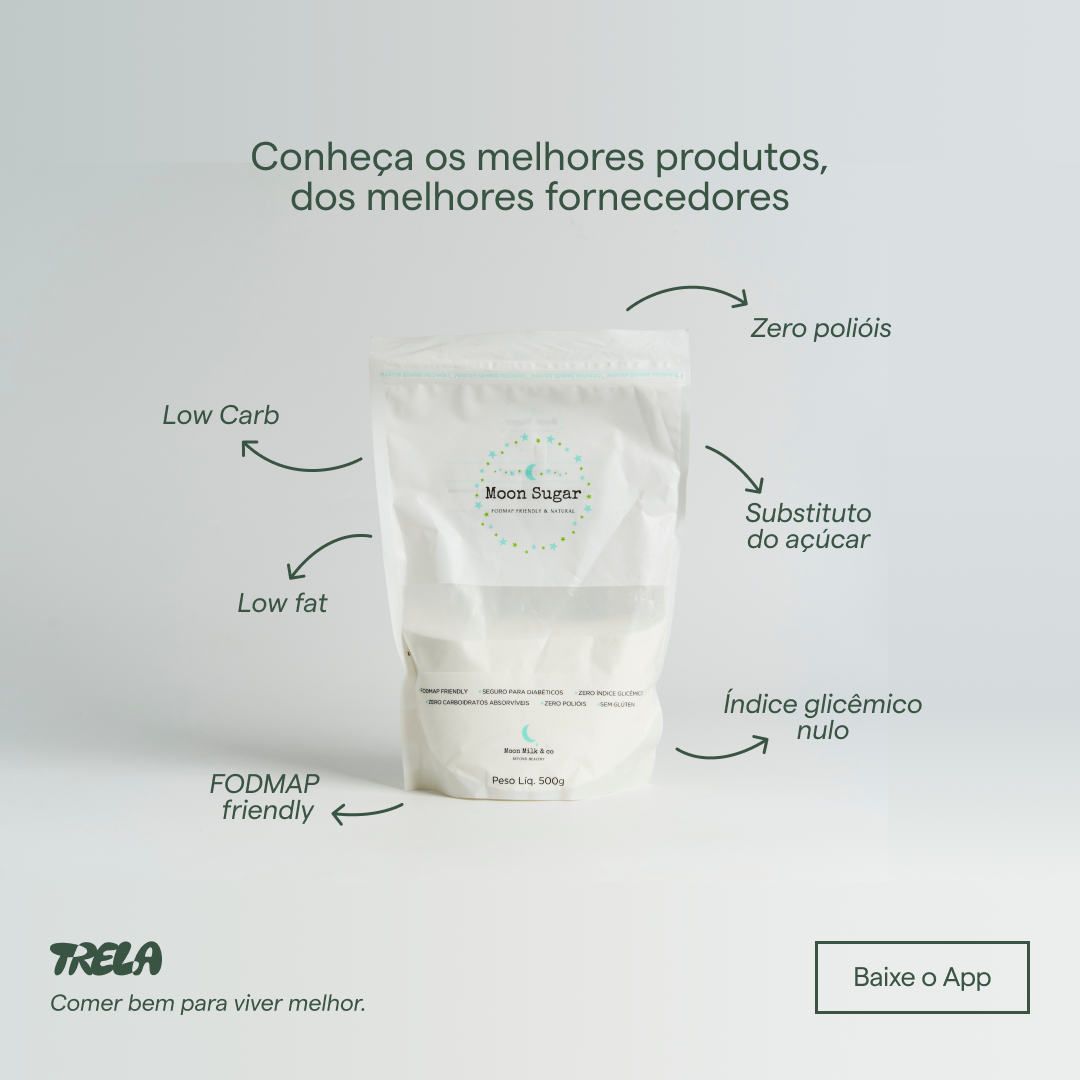 Conheça os melhores produtos,
dos melhores fornecedores
Zero polióis
Low Carb
Moon Sugar
FODMAP FRIENDLY & NATURAL
Substituto
do açúcar
Low fat
FODMAP FRIENDLY SEGURO PARA DIABÉTICOS ZERO ÍNDICE GLICÊMICO
ZERO CARBOIDRATOS ABSORVÍVEIS ZERO POLIÓIS SEM GLÚTEN
Índice glicêmico
nulo
Moon Milk & co
BEYOND HEALTHY
Peso Líq. 500g
FODMAP
friendly
TRELA
Comer bem para viver melhor.
Baixe o App